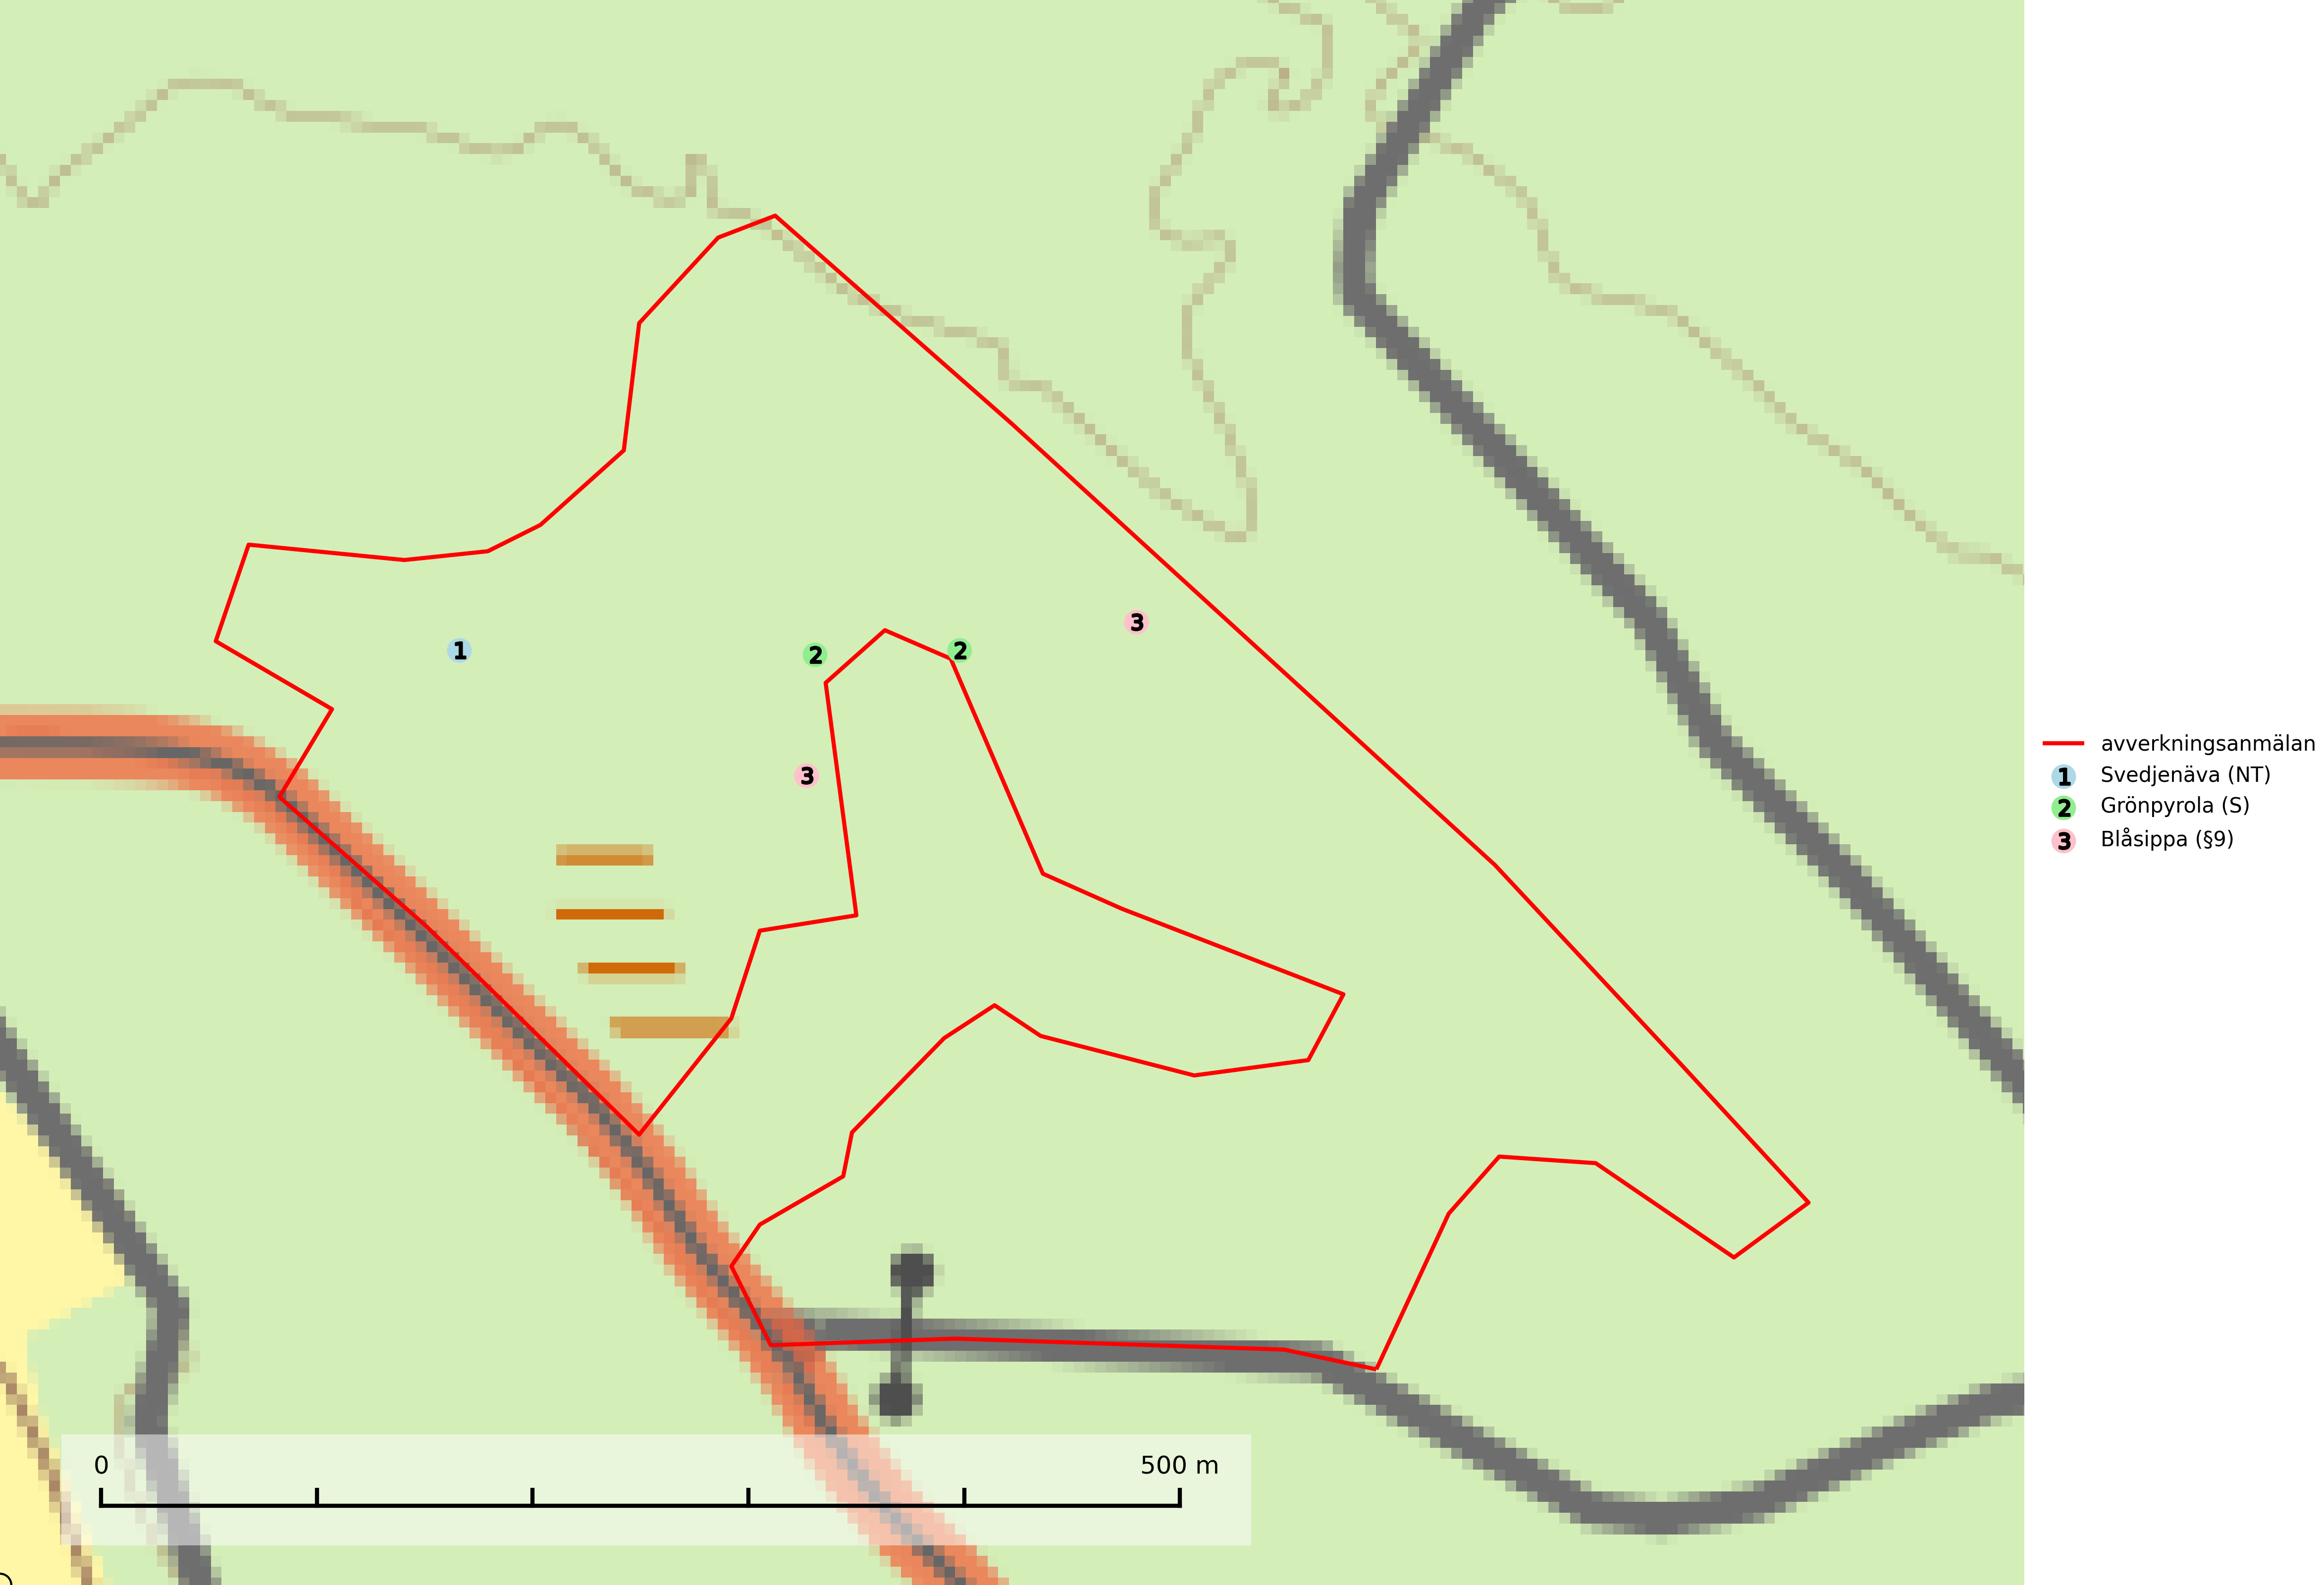 3
1
2
2
3
avverkningsanmälan
1 Svedjenäva (NT)
2 Grönpyrola (S)
3 Blåsippa (§9)
0 500 m